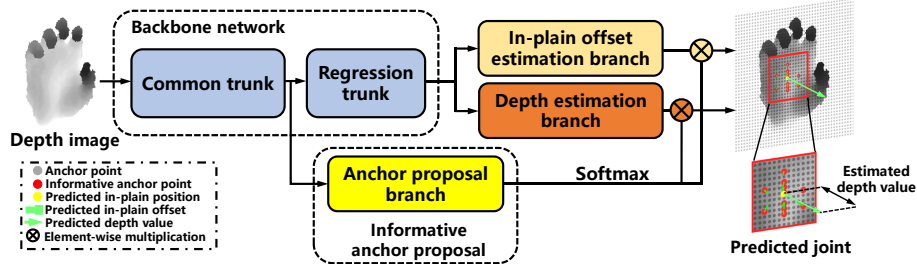 Backbone network
Common trunk
Regression
trunk
In-plain offset
estimation branch
Depth estimation
branch
Depth image
Anchor point
Informative anchor point
Predicted in-plain position
Predicted in-plain offset
Predicted depth value
Element-wise multiplication
Anchor proposal
branch
Softmax
Informative
anchor proposal
Estimated
depth value
Predicted joint